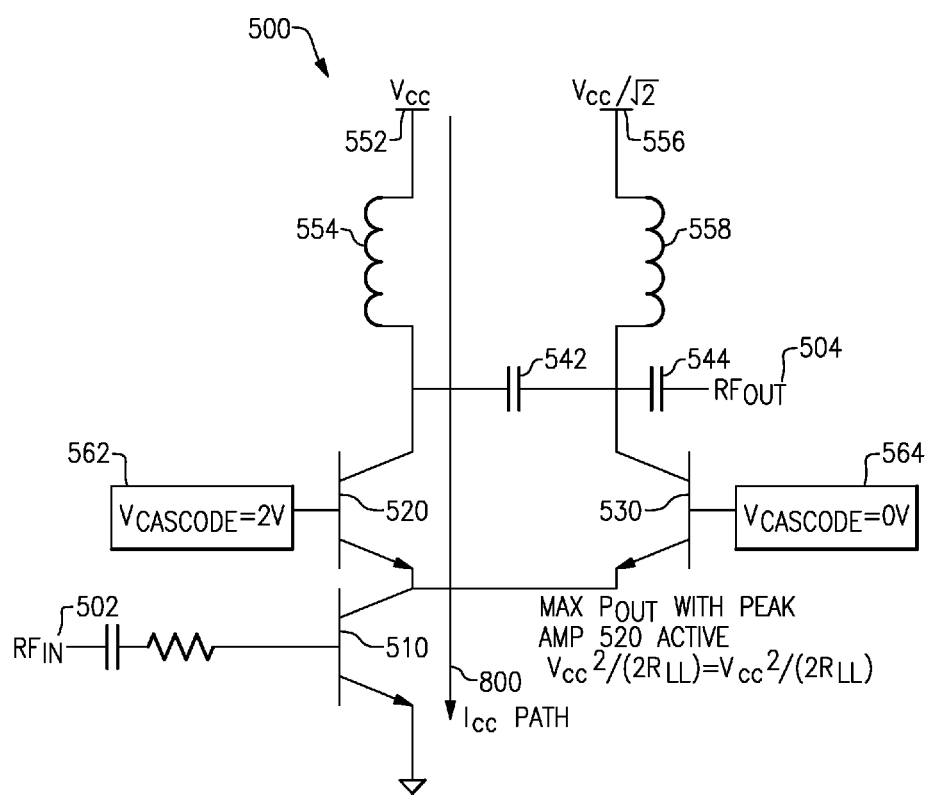 500
Vcc
Vcc/√2
552
556
554
558
542
544
504
RFOUT
562
564
VCASCODE=2V
520
530
VCASCODE=0V
502
RFIN
510
MAX POUT WITH PEAK
AMP 520 ACTIVE
Vcc²/(2RLL)=Vcc²/(2RLL)
800
Icc PATH